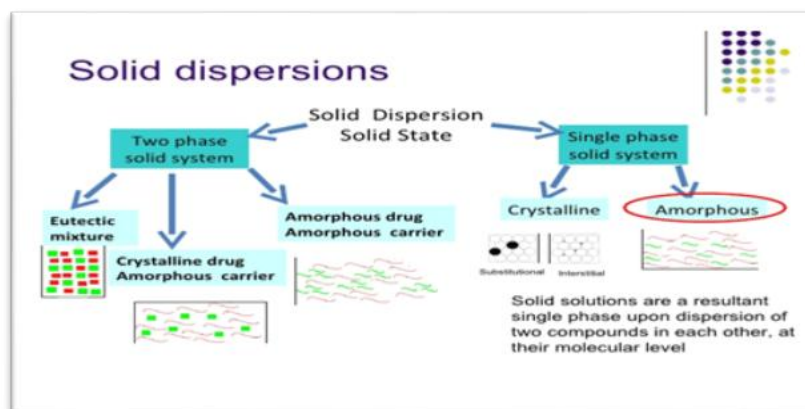 Solid dispersions
Solid Dispersion
Solid State
Two phase
solid system
Single phase
solid system
Eutectic
mixture
Crystalline drug
Amorphous carrier
Amorphous drug
Amorphous carrier
Crystalline
Amorphous
Substitutional
Interstitial
Solid solutions are a resultant
single phase upon dispersion of
two compounds in each other, at
their molecular level